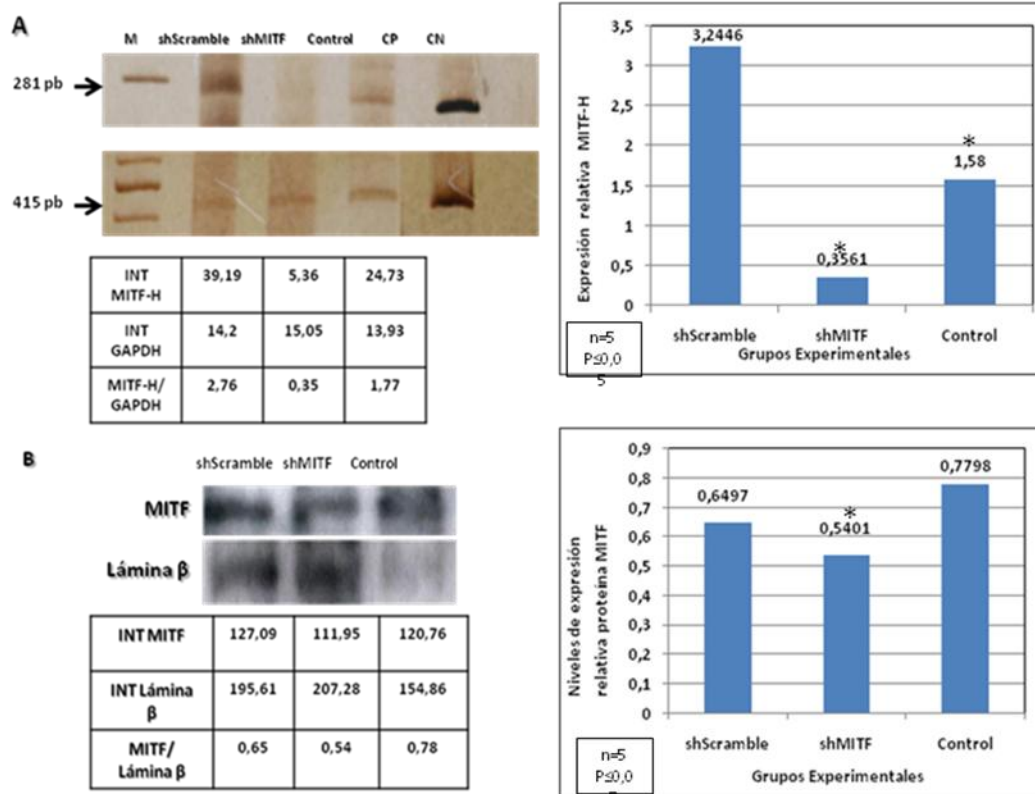 A
M shScramble shMITF Control CP CN
281 pb
415 pb
INT MITF-H 39,19 5,36 24,73
INT GAPDH 14,2 15,05 13,93
MITF-H/ GAPDH 2,76 0,35 1,77
Expresión relativa MITF-H
3,5
3
2,5
2
1,5
1
0,5
0
3,2446
*
0,3561
*
1,58
shScramble shMITF Control
Grupos Experimentales
n=5
P≤0,0
5
B
shScramble shMITF Control
MITF
Lámina β
INT MITF 127,09 111,95 120,76
INT Lámina β 195,61 207,28 154,86
MITF/ Lámina β 0,65 0,54 0,78
Niveles de expresión
relativa proteína MITF
0,9
0,8
0,7
0,6
0,5
0,4
0,3
0,2
0,1
0
0,6497
*
0,5401
0,7798
shScramble shMITF Control
Grupos Experimentales
n=5
P≤0,0